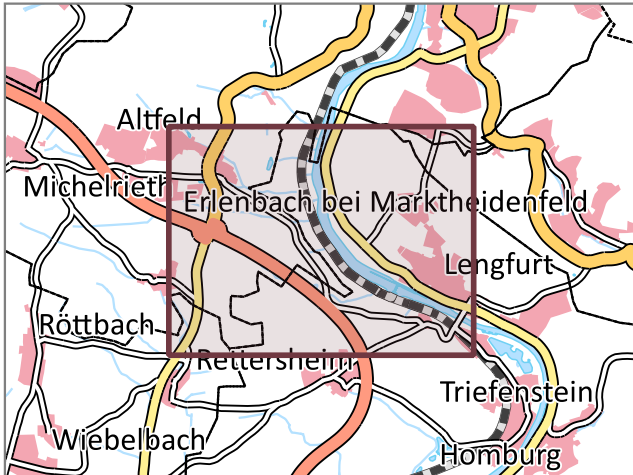 Altfeld
Michelrieth
Erlenbach bei Marktheidenfeld
Lengfurt
Röttbach
Rettersheim
Triefenstein
Wiebelbach
Homburg